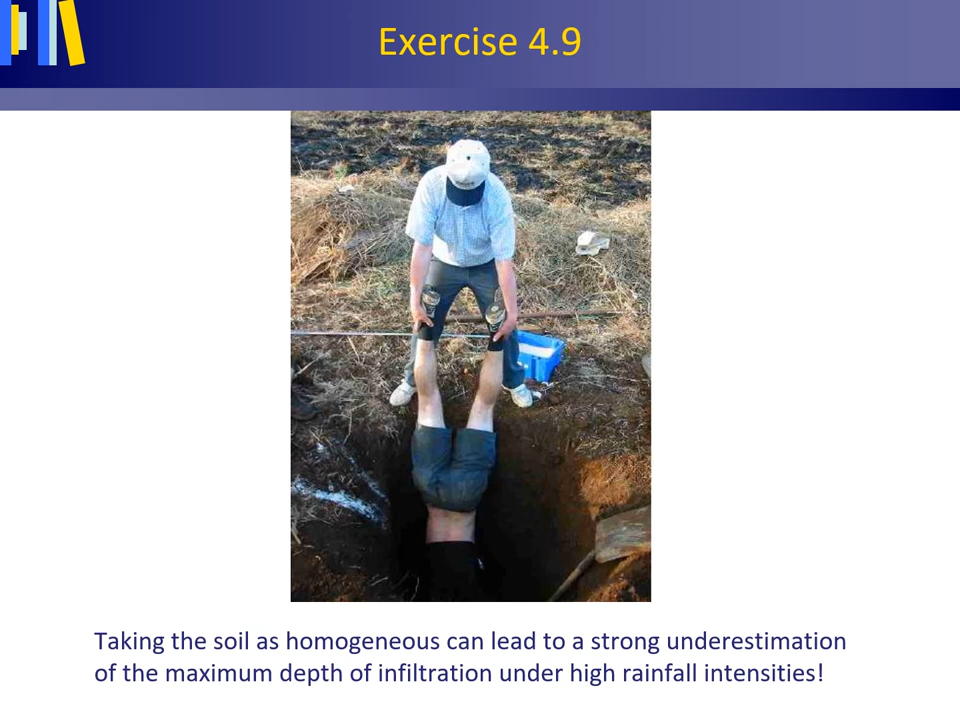 Exercise 4.9
Taking the soil as homogeneous can lead to a strong underestimation
of the maximum depth of infiltration under high rainfall intensities!